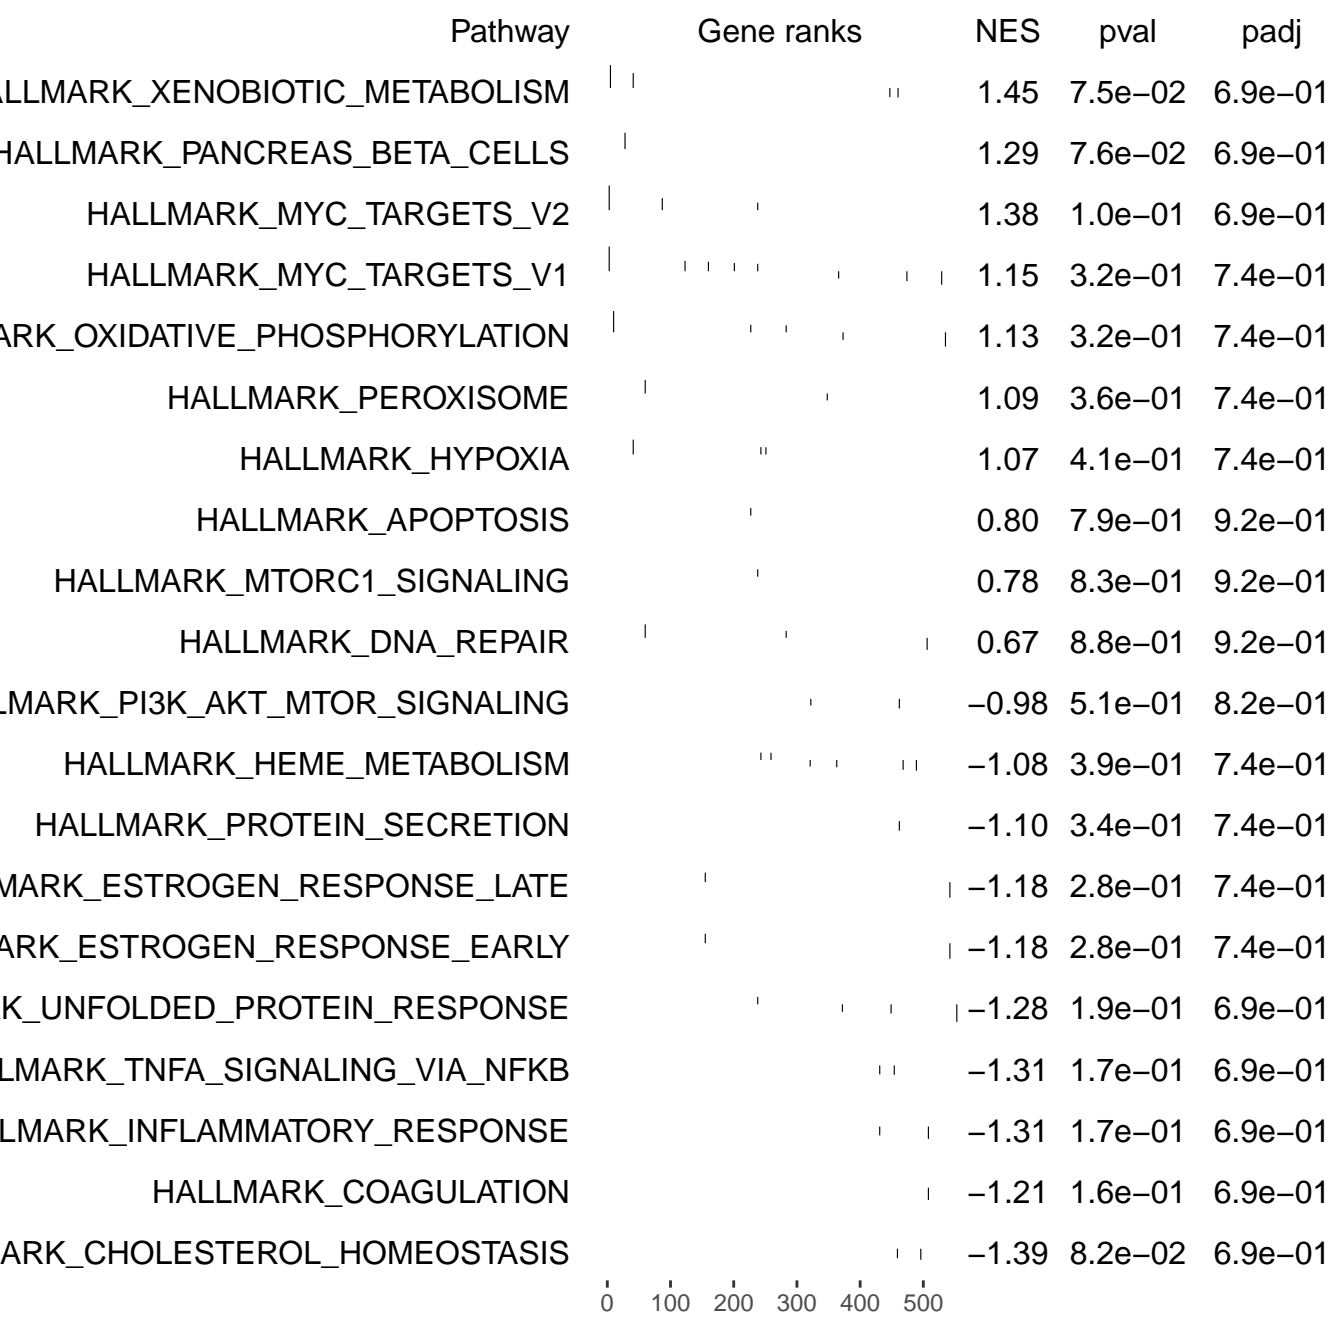 Pathway Gene ranks NES pval padj
ALLMARK_XENOBIOTIC_METABOLISM 1.45 7.5e−02 6.9e−01
HALLMARK_PANCREAS_BETA_CELLS 1.29 7.6e−02 6.9e−01
HALLMARK_MYC_TARGETS_V2 1.38 1.0e−01 6.9e−01
HALLMARK_MYC_TARGETS_V1 1.15 3.2e−01 7.4e−01
ARK_OXIDATIVE_PHOSPHORYLATION 1.13 3.2e−01 7.4e−01
HALLMARK_PEROXISOME 1.09 3.6e−01 7.4e−01
HALLMARK_HYPOXIA 1.07 4.1e−01 7.4e−01
HALLMARK_APOPTOSIS 0.80 7.9e−01 9.2e−01
HALLMARK_MTORC1_SIGNALING 0.78 8.3e−01 9.2e−01
HALLMARK_DNA_REPAIR 0.67 8.8e−01 9.2e−01
LMARK_PI3K_AKT_MTOR_SIGNALING −0.98 5.1e−01 8.2e−01
HALLMARK_HEME_METABOLISM −1.08 3.9e−01 7.4e−01
HALLMARK_PROTEIN_SECRETION −1.10 3.4e−01 7.4e−01
MARK_ESTROGEN_RESPONSE_LATE −1.18 2.8e−01 7.4e−01
ARK_ESTROGEN_RESPONSE_EARLY −1.18 2.8e−01 7.4e−01
K_UNFOLDED_PROTEIN_RESPONSE −1.28 1.9e−01 6.9e−01
LMARK_TNFA_SIGNALING_VIA_NFKB −1.31 1.7e−01 6.9e−01
LMARK_INFLAMMATORY_RESPONSE −1.31 1.7e−01 6.9e−01
HALLMARK_COAGULATION −1.21 1.6e−01 6.9e−01
ARK_CHOLESTEROL_HOMEOSTASIS −1.39 8.2e−02 6.9e−01
0 100 200 300 400 500